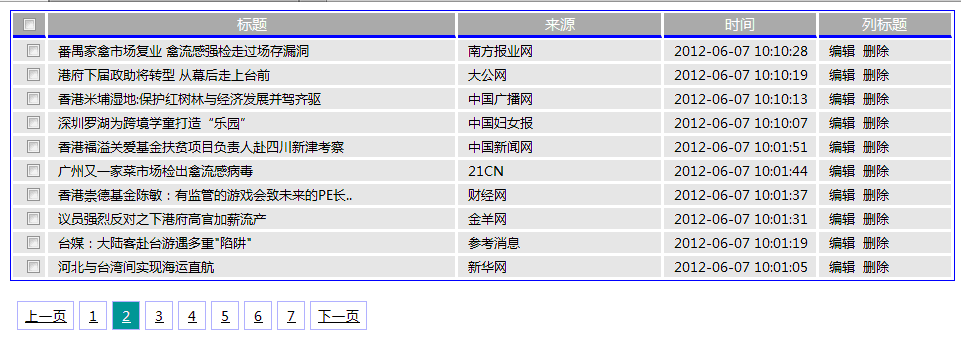 标题 来源 时间 列标题
番禺家禽市场复业 禽流感强检走过场存漏洞 南方报业网 2012-06-07 10:10:28 编辑 删除
港府下届政助将转型 从幕后走上台前 大公网 2012-06-07 10:10:19 编辑 删除
香港米埔湿地:保护红树林与经济发展并驾齐驱 中国广播网 2012-06-07 10:10:13 编辑 删除
深圳罗湖为跨境学童打造“乐园” 中国妇女报 2012-06-07 10:10:07 编辑 删除
香港福溢关爱基金扶贫项目负责人赴四川新津考察 中国新闻网 2012-06-07 10:01:51 编辑 删除
广州又一家菜市场检出禽流感病毒 21CN 2012-06-07 10:01:44 编辑 删除
香港崇德基金陈敏：有监管的游戏会致未来的PE长.. 财经网 2012-06-07 10:01:37 编辑 删除
议员强烈反对之下港府高官加薪流产 金羊网 2012-06-07 10:01:31 编辑 删除
台媒：大陆客赴台游遇多重"陷阱" 参考消息 2012-06-07 10:01:19 编辑 删除
河北与台湾间实现海运直航 新华网 2012-06-07 10:01:05 编辑 删除
上一页 1 2 3 4 5 6 7 下一页